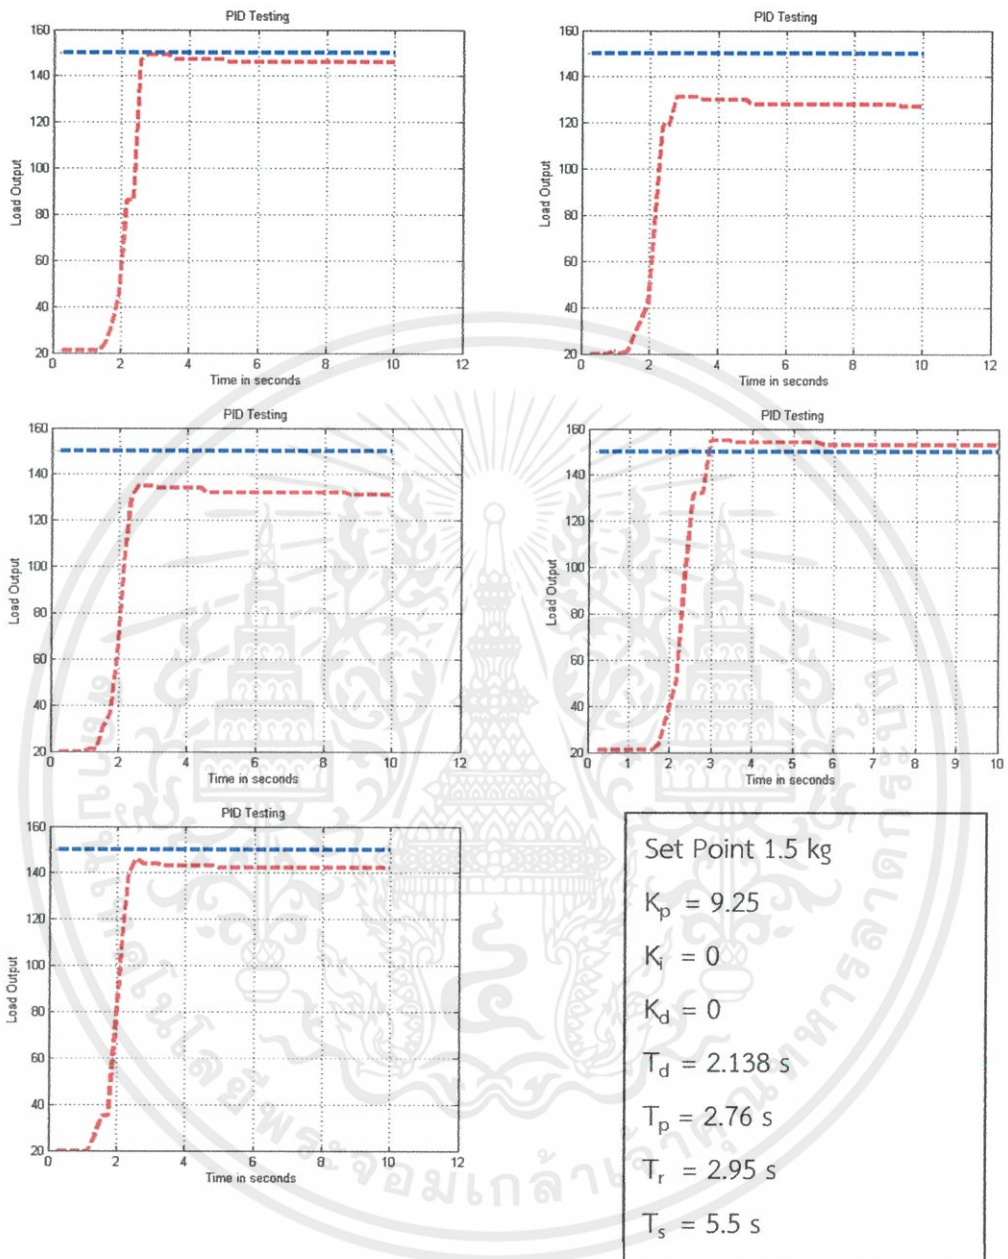 PID Testing
160
140
120
100
80
60
40
20
Load Output
0 2 4 6 8 10 12
Time in seconds
PID Testing
160
140
120
100
80
60
40
20
Load Output
0 2 4 6 8 10 12
Time in seconds
PID Testing
160
140
120
100
80
60
40
20
Load Output
0 2 4 6 8 10 12
Time in seconds
PID Testing
160
140
120
100
80
60
40
20
Load Output
0 1 2 3 4 5 6 7 8 9 10
Time in seconds
PID Testing
160
140
120
100
80
60
40
20
Load Output
0 2 4 6 8 10 12
Time in seconds
Set Point 1.5 kg
Kp = 9.25
Ki = 0
Kd = 0
Td = 2.138 s
Tp = 2.76 s
Tr = 2.95 s
Ts = 5.5 s